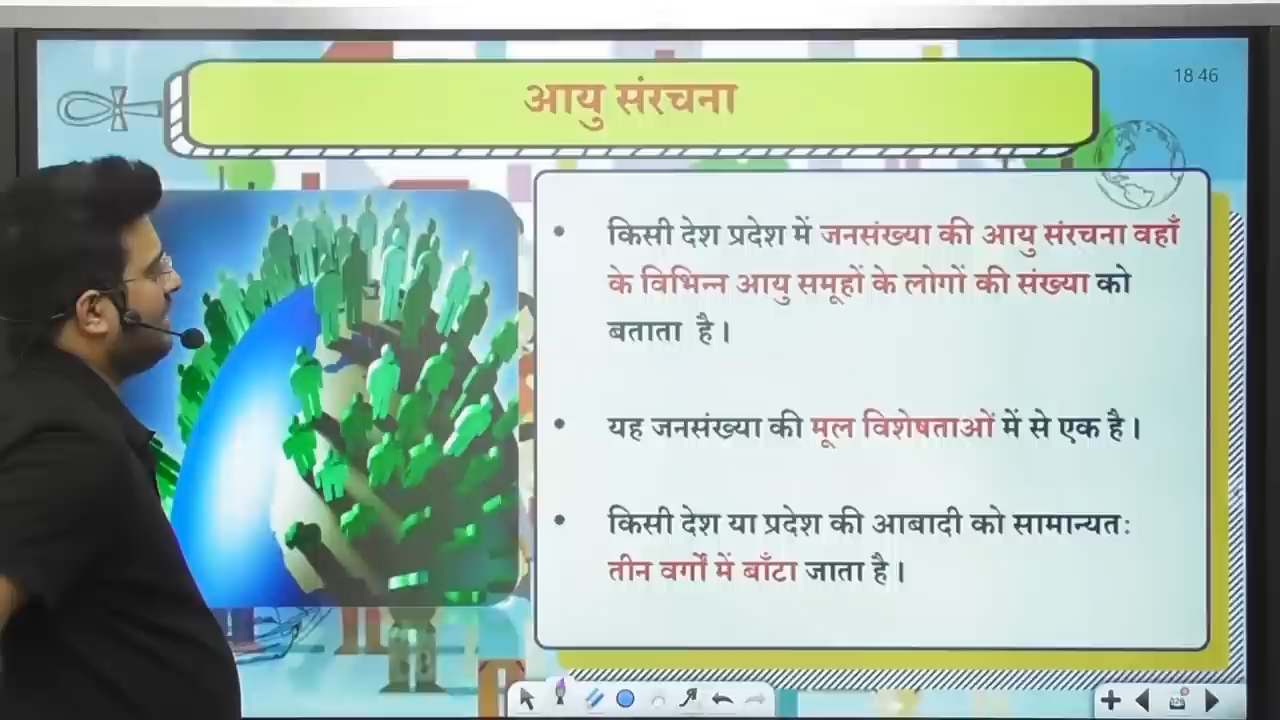 आयु संरचना
18 46
किसी देश प्रदेश में जनसंख्या की आयु संरचना वहाँ
के विभिन्न आयु समूहों के लोगों की संख्या को
बताता है।
यह जनसंख्या की मूल विशेषताओं में से एक है।
किसी देश या प्रदेश की आबादी को सामान्यतः
तीन वर्गों में बाँटा जाता है।